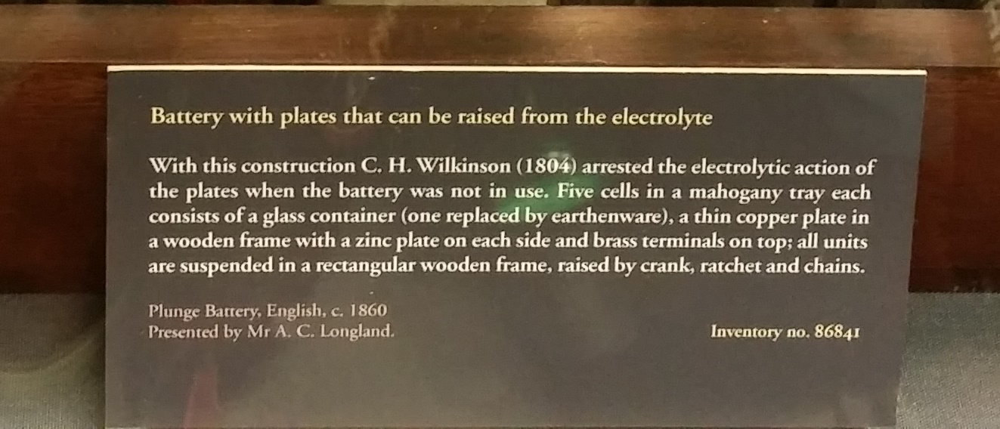 Battery with plates that can be raised from the electrolyte
With this construction C. H. Wilkinson (1804) arrested the electrolytic action of
the plates when the battery was not in use. Five cells in a mahogany tray each
consists of a glass container (one replaced by earthenware), a thin copper plate in
a wooden frame with a zinc plate on each side and brass terminals on top; all units
are suspended in a rectangular wooden frame, raised by crank, ratchet and chains.
Plunge Battery, English, c. 1860
Presented by Mr A. C. Longland.
Inventory no. 86841